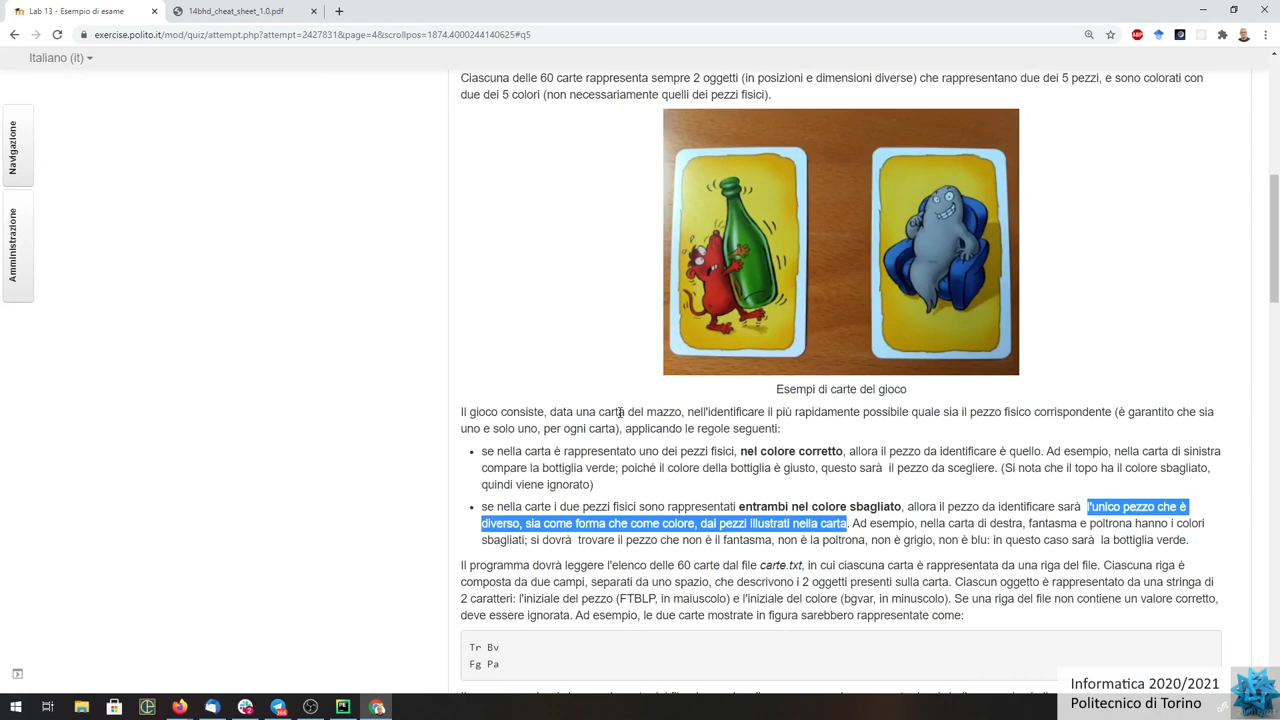 Lab 13 - Esempio di esame
14bhd_cheat_sheet_1.0.pdf
exercise.polito.it/mod/quiz/attempt.php?attempt=2427831&page=4&scrollpos=1874.4000244140625#q5
Italiano (it)
Navigazione
Amministrazione
Ciascuna delle 60 carte rappresenta sempre 2 oggetti (in posizioni e dimensioni diverse) che rappresentano due dei 5 pezzi, e sono colorati con
due dei 5 colori (non necessariamente quelli dei pezzi fisici).
Esempi di carte del gioco
Il gioco consiste, data una carta del mazzo, nell'identificare il più rapidamente possibile quale sia il pezzo fisico corrispondente (è garantito che sia
uno e solo uno, per ogni carta), applicando le regole seguenti:
se nella carta è rappresentato uno dei pezzi fisici, nel colore corretto, allora il pezzo da identificare è quello. Ad esempio, nella carta di sinistra
compare la bottiglia verde; poiché il colore della bottiglia è giusto, questo sarà il pezzo da scegliere. (Si nota che il topo ha il colore sbagliato,
quindi viene ignorato)
se nella carte i due pezzi fisici sono rappresentati entrambi nel colore sbagliato, allora il pezzo da identificare sarà l'unico pezzo che è
diverso, sia come forma che come colore, dai pezzi illustrati nella carta. Ad esempio, nella carta di destra, fantasma e poltrona hanno i colori
sbagliati; si dovrà trovare il pezzo che non è il fantasma, non è la poltrona, non è grigio, non è blu: in questo caso sarà la bottiglia verde.
Il programma dovrà leggere l'elenco delle 60 carte dal file carte.txt, in cui ciascuna carta è rappresentata da una riga del file. Ciascuna riga è
composta da due campi, separati da uno spazio, che descrivono i 2 oggetti presenti sulla carta. Ciascun oggetto è rappresentato da una stringa di
2 caratteri: l'iniziale del pezzo (FTBLP, in maiuscolo) e l'iniziale del colore (bgvar, in minuscolo). Se una riga del file non contiene un valore corretto,
deve essere ignorata. Ad esempio, le due carte mostrate in figura sarebbero rappresentate come:
Tr Bv
Fg Pa
Informatica 2020/2021
Politecnico di Torino